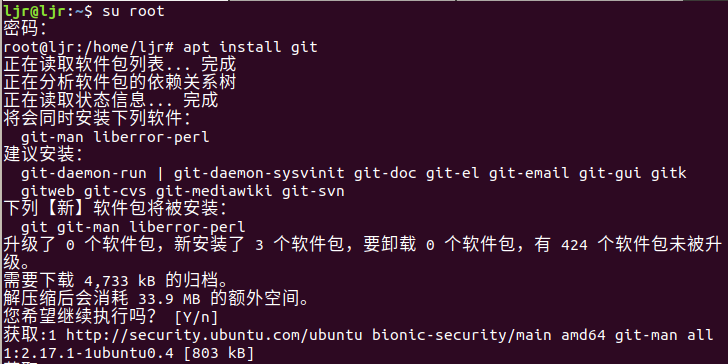 ljr@ljr:~$ su root
密码：
root@ljr:/home/ljr# apt install git
正在读取软件包列表... 完成
正在分析软件包的依赖关系树
正在读取状态信息... 完成
将会同时安装下列软件：
  git-man liberror-perl
建议安装：
  git-daemon-run | git-daemon-sysvinit git-doc git-el git-email git-gui gitk
  gitweb git-cvs git-mediawiki git-svn
下列【新】软件包将被安装：
  git git-man liberror-perl
升级了 0 个软件包，新安装了 3 个软件包，要卸载 0 个软件包，有 424 个软件包未被升
级。
需要下载 4,733 kB 的归档。
解压缩后会消耗 33.9 MB 的额外空间。
您希望继续执行吗？ [Y/n]
获取:1 http://security.ubuntu.com/ubuntu bionic-security/main amd64 git-man all
1:2.17.1-1ubuntu0.4 [803 kB]